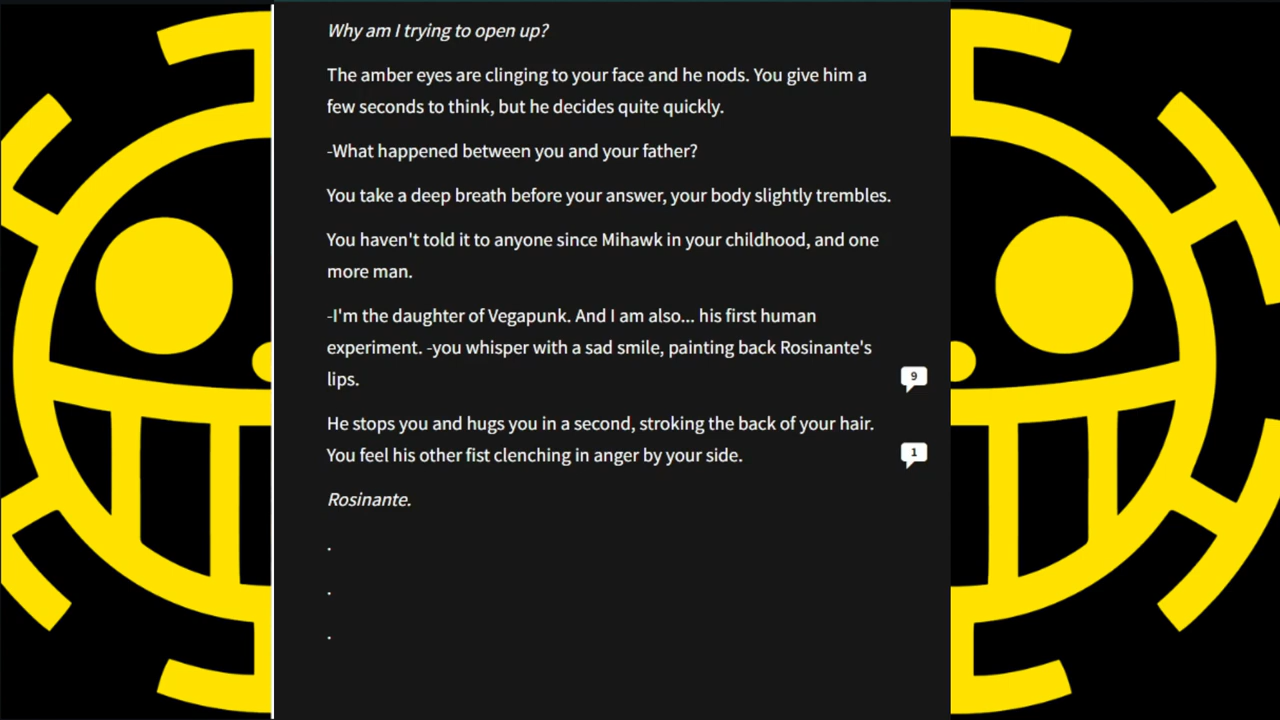 Why am I trying to open up?
The amber eyes are clinging to your face and he nods. You give him a
few seconds to think, but he decides quite quickly.
-What happened between you and your father?
You take a deep breath before your answer, your body slightly trembles.
You haven't told it to anyone since Mihawk in your childhood, and one
more man.
-I'm the daughter of Vegapunk. And I am also... his first human
experiment. -you whisper with a sad smile, painting back Rosinante's
lips.
9
He stops you and hugs you in a second, stroking the back of your hair.
You feel his other fist clenching in anger by your side.
1
Rosinante.
.
.
.